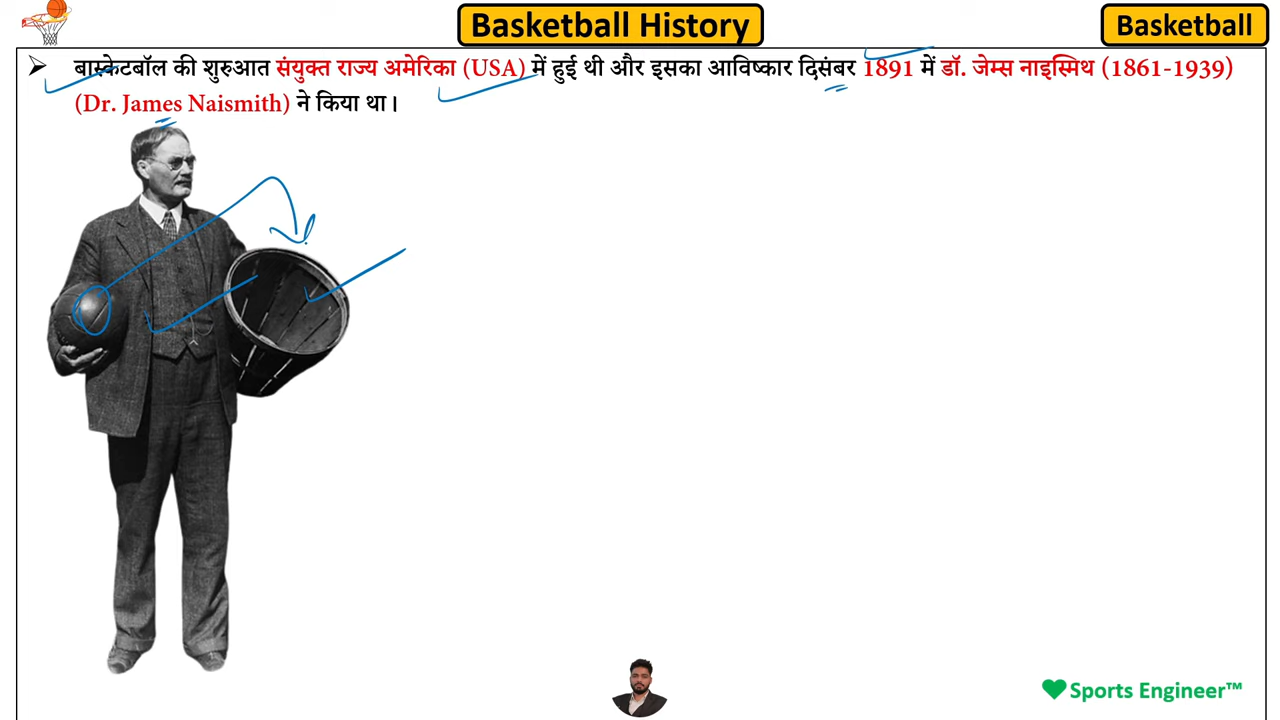 Basketball History
Basketball
बास्केटबॉल की शुरुआत संयुक्त राज्य अमेरिका (USA) में हुई थी और इसका आविष्कार दिसंबर 1891 में डॉ. जेम्स नाइस्मिथ (1861-1939)
(Dr. James Naismith) ने किया था।
Sports Engineer™